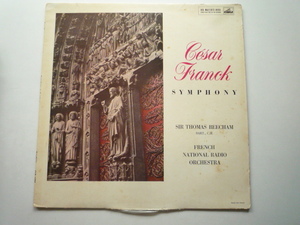 César
Franck
SYMPHONY
SIR THOMAS BEECHAM
FRENCH
NATIONAL RADIO
ORCHESTRA